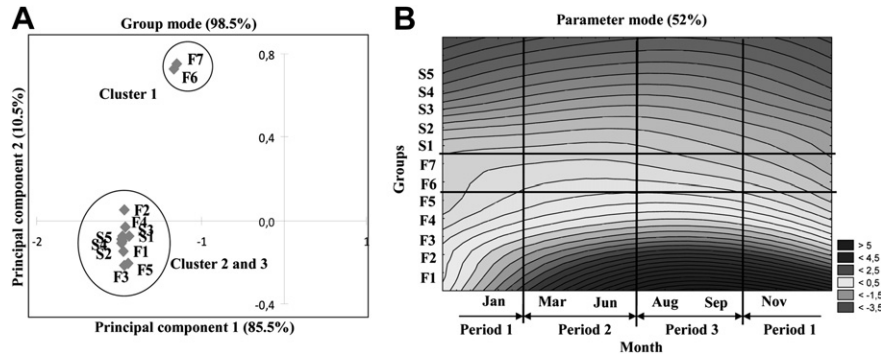 A
Group mode (98.5%)
Principal component 2 (10.5%)
0,8
0,4
0,0
-0,4
-2
-1
1
F7
F6
Cluster 1
F2
F4
S3
S5
S1
S4
S2
F1
F3
F5
Cluster 2 and 3
Principal component 1 (85.5%)
B
Parameter mode (52%)
Groups
S5
S4
S3
S2
S1
F7
F6
F5
F4
F3
F2
F1
Jan Mar Jun Aug Sep Nov
Period 1 Period 2 Period 3 Period 1
Month
> 5
< 4,5
< 2,5
< 0,5
< -1,5
< -3,5